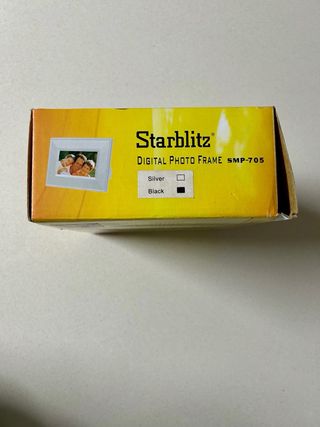 Starblitz®
DIGITAL PHOTO FRAME SMP-705
Silver
Black